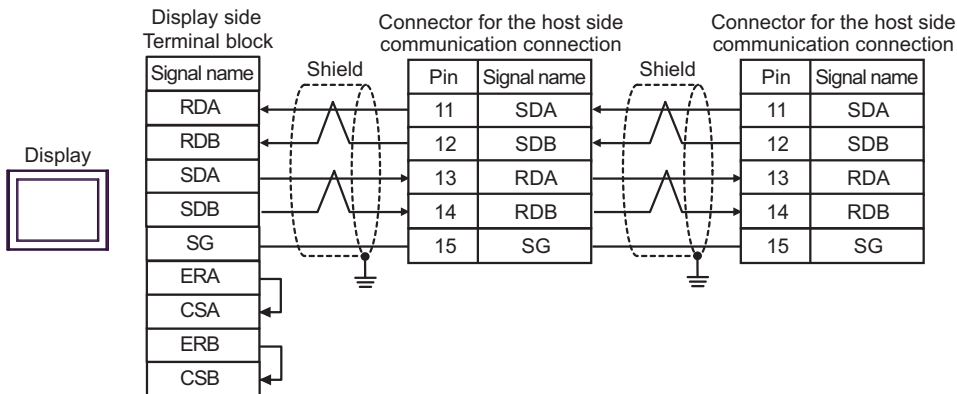 Display side
Terminal block
Connector for the host side
communication connection
Connector for the host side
communication connection
Signal name
Shield
Pin
Signal name
Shield
Pin
Signal name
RDA
11
SDA
11
SDA
RDB
12
SDB
12
SDB
Display
SDA
13
RDA
13
RDA
SDB
14
RDB
14
RDB
SG
15
SG
15
SG
ERA
CSA
ERB
CSB